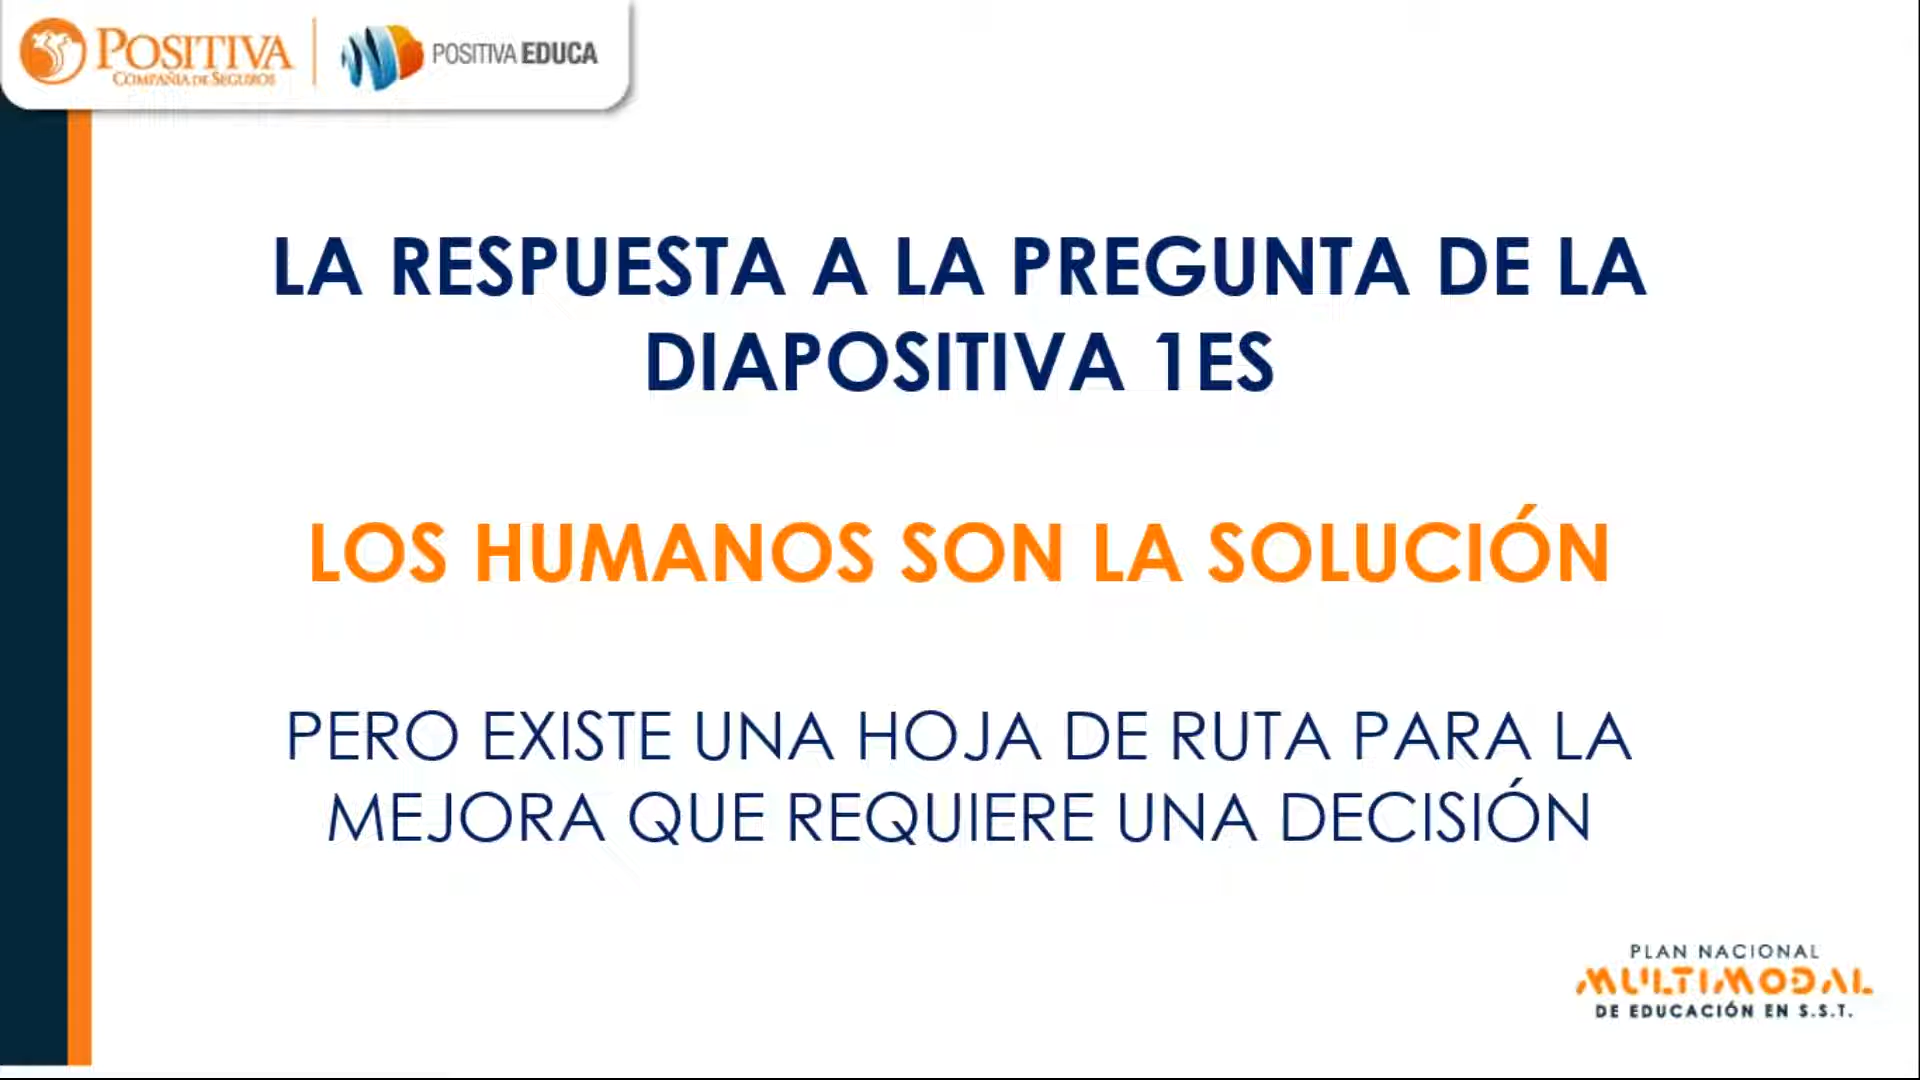 POSITIVA
COMPAÑIA DE SEGUROS
POSITIVA EDUCA
LA RESPUESTA A LA PREGUNTA DE LA
DIAPOSITIVA 1ES
LOS HUMANOS SON LA SOLUCIÓN
PERO EXISTE UNA HOJA DE RUTA PARA LA
MEJORA QUE REQUIERE UNA DECISIÓN
PLAN NACIONAL
MULTIMODAL
DE EDUCACIÓN EN S.S.T.